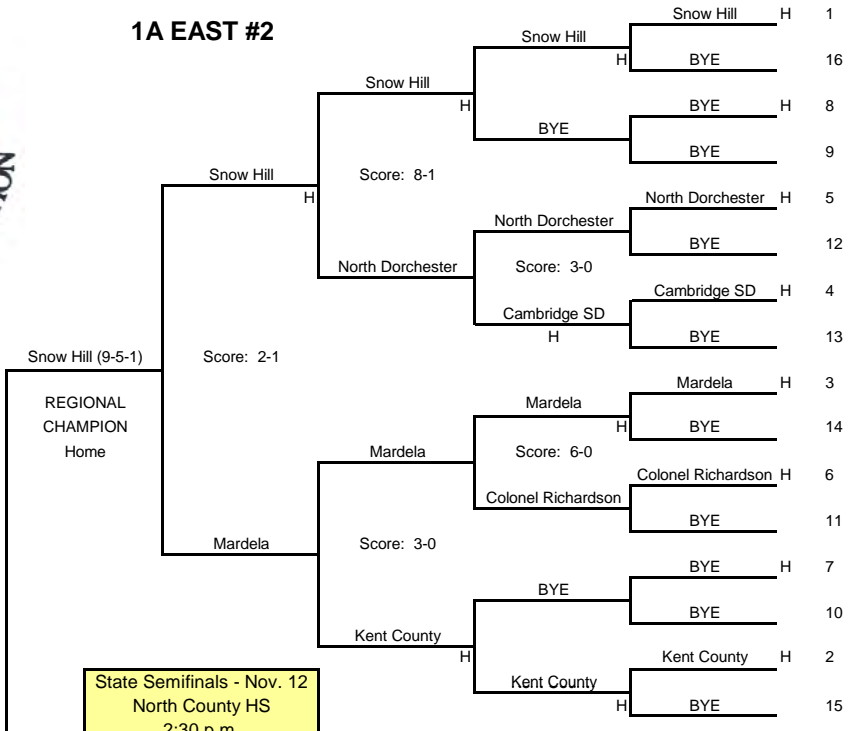 1A EAST #2
Snow Hill H 1
Snow Hill
H BYE 16
Snow Hill
H BYE H 8
BYE
BYE 9
Snow Hill Score: 8-1
H North Dorchester H 5
North Dorchester
BYE 12
North Dorchester Score: 3-0
Cambridge SD H 4
Cambridge SD
H BYE 13
Snow Hill (9-5-1) Score: 2-1
REGIONAL
CHAMPION
Home
Mardela H 3
Mardela
H BYE 14
Mardela Score: 6-0
Colonel Richardson H 6
Colonel Richardson
BYE 11
Mardela Score: 3-0
BYE H 7
BYE
BYE 10
Kent County
H Kent County H 2
Kent County
H BYE 15
State Semifinals - Nov. 12
North County HS
2:30 p.m.